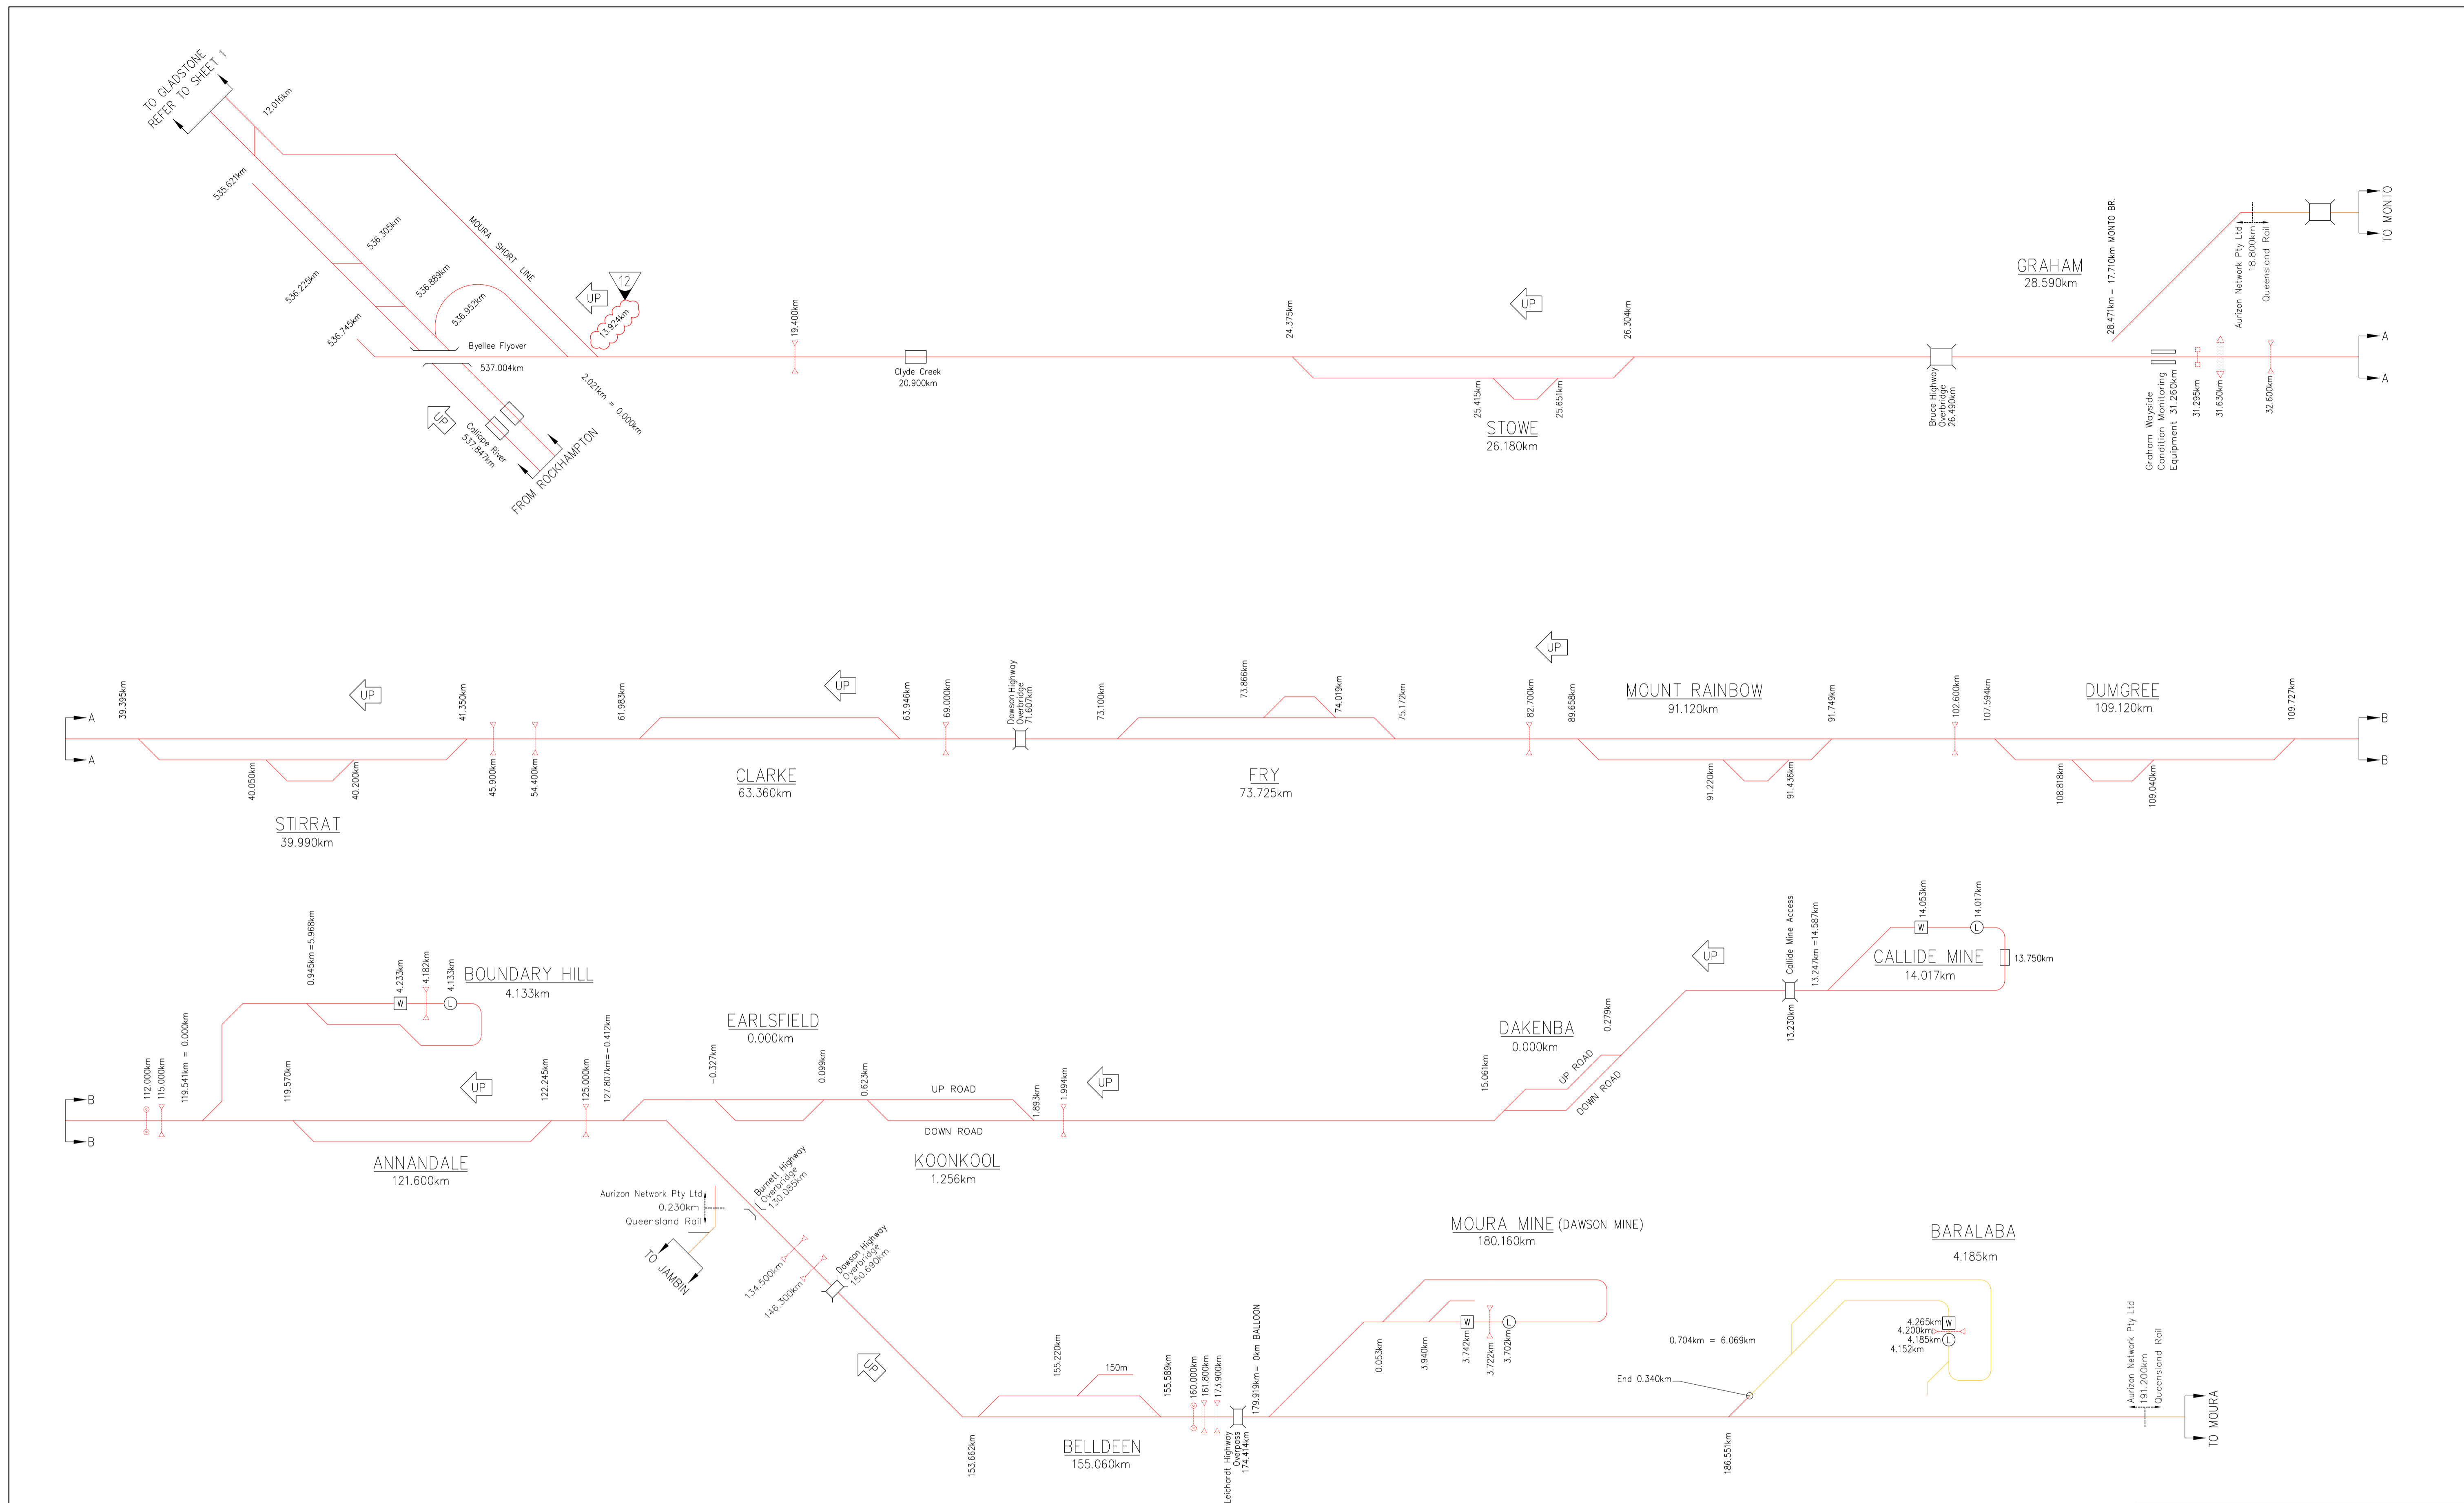 TO GLADSTONE
REFER TO SHEET 1
12.016km
535.621km
536.305km
536.225km
536.889km
536.952km
536.745km
MOURA SHORT LINE
UP
12
13.924km
Byellee Flyover
537.004km
2.021km = 0.000km
UP
Calliope River
537.847km
FROM ROCKHAMPTON
19.400km
Clyde Creek
20.900km
24.375km
UP
26.304km
25.415km
25.651km
STOWE
26.180km
Bruce Highway
Overbridge
26.490km
GRAHAM
28.590km
28.471km = 17.710km MONTO BR.
Aurizon Network Pty Ltd
18.800km
Queensland Rail
TO MONTO
Graham Wayside
Condition Monitoring
Equipment 31.260km
31.295km
31.630km
32.600km
A
A
A
A
39.395km
UP
41.350km
40.050km
40.200km
STIRRAT
39.990km
45.900km
54.400km
61.983km
UP
63.946km
CLARKE
63.360km
69.000km
Dawson Highway
Overbridge
71.607km
73.100km
73.866km
74.019km
75.172km
FRY
73.725km
UP
82.700km
89.658km
MOUNT RAINBOW
91.120km
91.749km
91.220km
91.436km
102.600km
107.594km
DUMGREE
109.120km
109.727km
108.818km
109.040km
B
B
B
B
112.000km
115.000km
119.541km = 0.000km
0.945km =5.968km
W
4.233km
4.182km
L
4.133km
BOUNDARY HILL
4.133km
119.570km
UP
122.245km
ANNANDALE
121.600km
125.000km
127.807km=-0.412km
EARLSFIELD
0.000km
-0.327km
0.099km
0.623km
UP ROAD
DOWN ROAD
1.893km
1.994km
UP
KOONKOOL
1.256km
15.061km
DAKENBA
0.000km
0.279km
UP ROAD
DOWN ROAD
UP
13.230km
Callide Mine Access
13.247km =14.587km
W
14.053km
L
14.017km
CALLIDE MINE
14.017km
13.750km
Aurizon Network Pty Ltd
0.230km
Queensland Rail
TO JAMBIN
Burnett Highway
Overbridge
130.085km
134.500km
146.300km
Dawson Highway
Overbridge
150.690km
UP
153.662km
155.220km
150m
155.589km
BELLDEEN
155.060km
160.000km
161.800km
173.900km
Leichardt Highway
Overpass
174.414km
179.919km= 0km BALLOON
MOURA MINE (DAWSON MINE)
180.160km
0.053km
3.940km
W
3.742km
3.722km
L
3.702km
End 0.340km
0.704km = 6.069km
186.551km
BARALABA
4.185km
4.265km W
4.200km
4.185km L
4.152km
Aurizon Network Pty Ltd
191.200km
Queensland Rail
TO MOURA